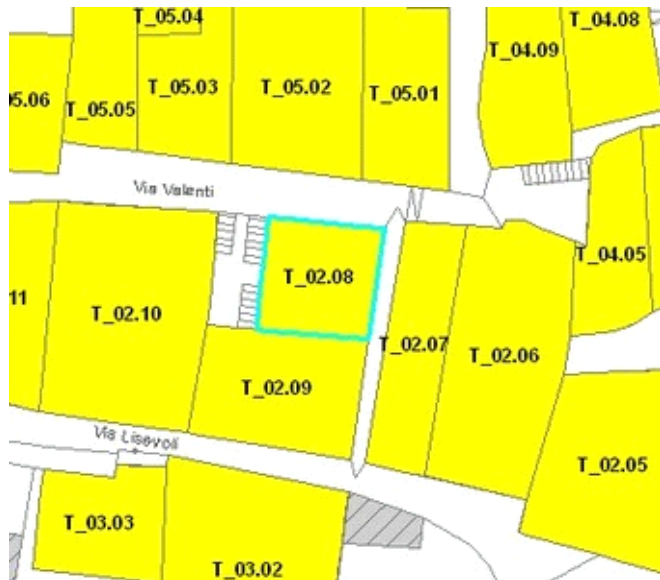 T_05.04
T_04.08
T_04.09
T_05.03
T_05.02
T_05.01
05.06
T_05.05
Via Valenti
T_04.05
T_02.08
11
T_02.10
T_02.07
T_02.06
T_02.09
Via Lisevoli
T_02.05
T_03.03
T_03.02